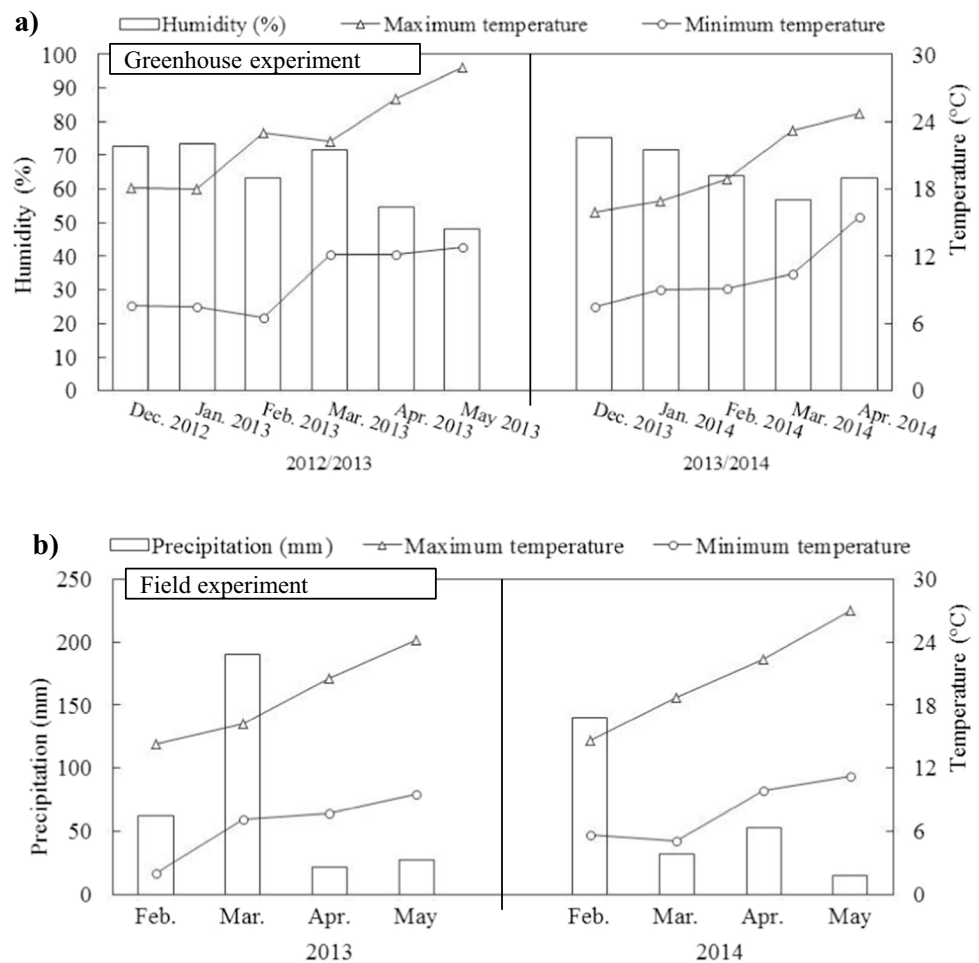 a)
Humidity (%) Maximum temperature Minimum temperature
Greenhouse experiment
100
90
80
70
60
50
40
30
20
10
0
Humidity (%)
30
24
18
12
6
0
Temperature (°C)
Dec. 2012 Jan. 2013 Feb. 2013 Mar. 2013 Apr. 2013 May 2013 Dec. 2013 Jan. 2014 Feb. 2014 Mar. 2014 Apr. 2014
2012/2013 2013/2014
b)
Precipitation (mm) Maximum temperature Minimum temperature
Field experiment
250
200
150
100
50
0
Precipitation (mm)
30
24
18
12
6
0
Temperature (°C)
Feb. Mar. Apr. May Feb. Mar. Apr. May
2013 2014